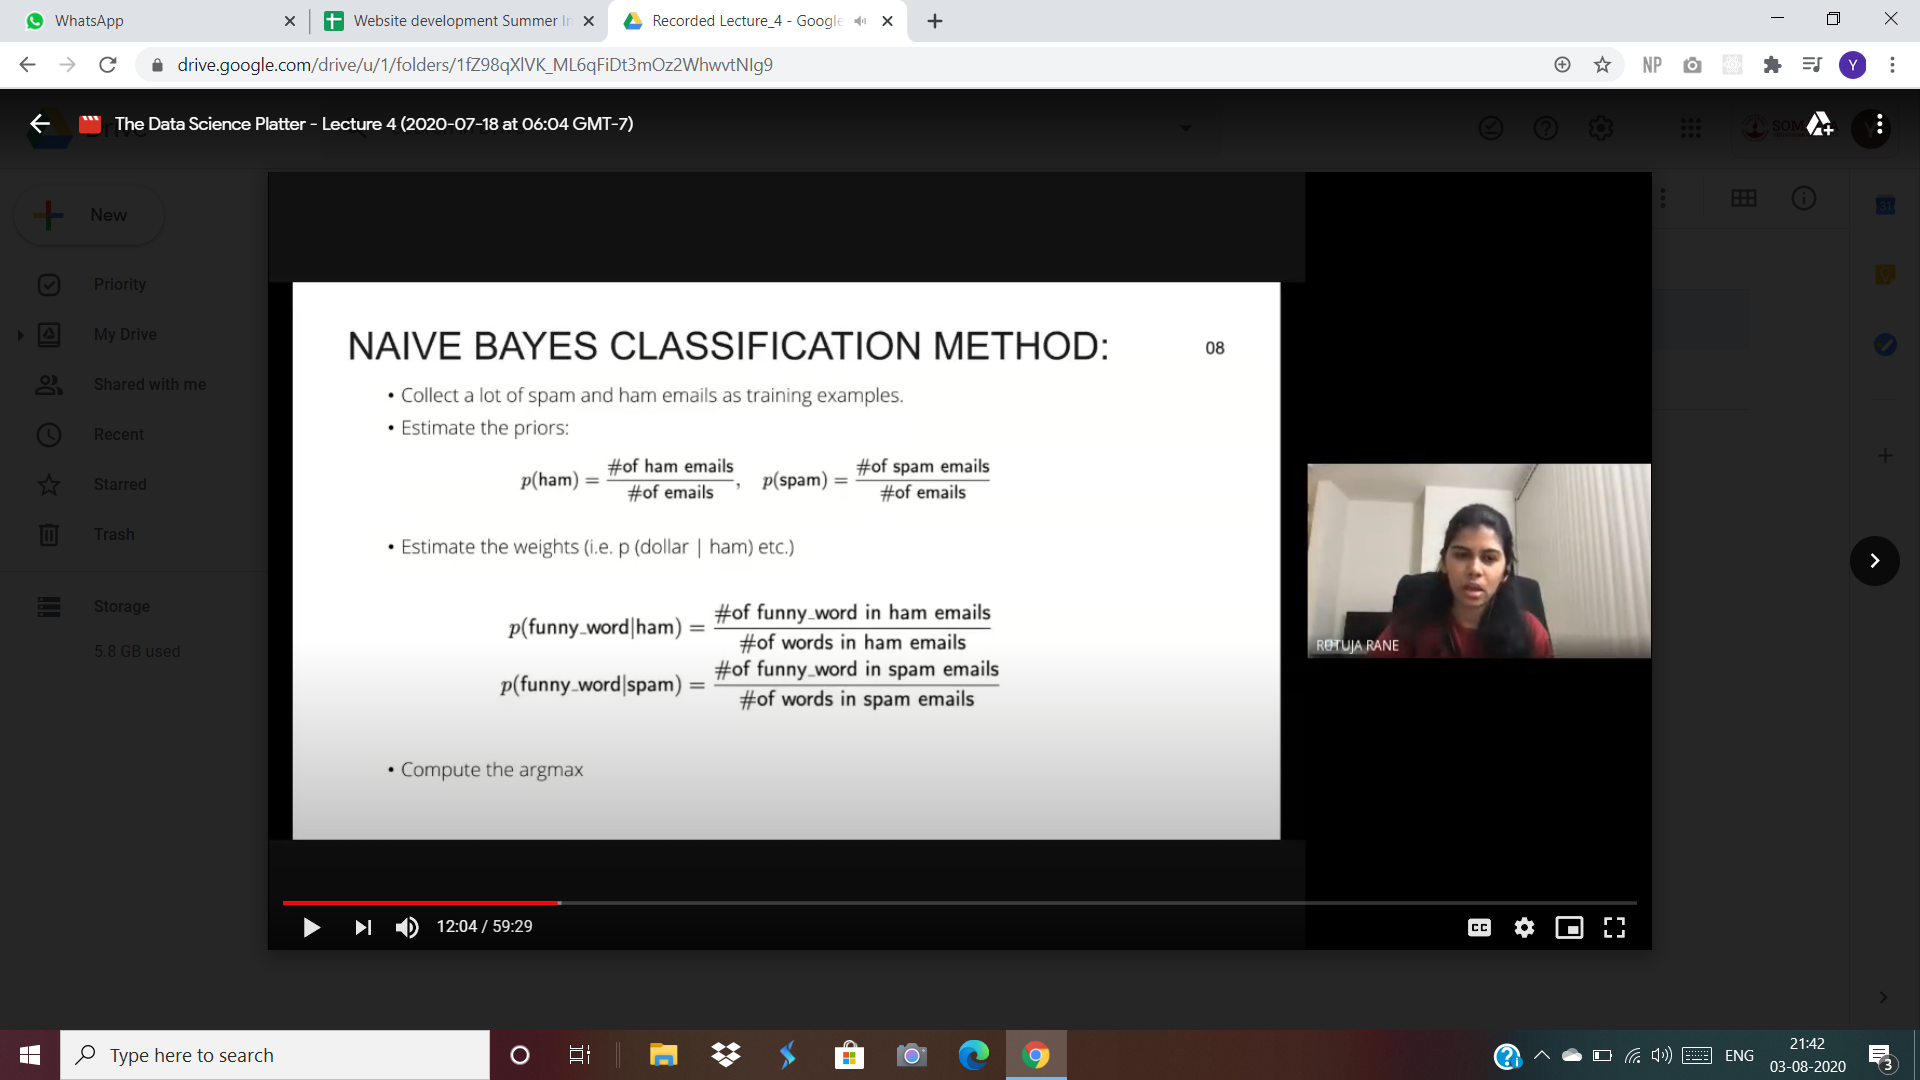 WhatsApp
Website development Summer In
Recorded Lecture_4 - Google
drive.google.com/drive/u/1/folders/1fZ98qXlVK_ML6qFiDt3mOz2WhwvtNIg9
NP
Y
The Data Science Platter - Lecture 4 (2020-07-18 at 06:04 GMT-7)
New
Priority
My Drive
Shared with me
Recent
Starred
Trash
Storage
5.8 GB used
NAIVE BAYES CLASSIFICATION METHOD:
08
• Collect a lot of spam and ham emails as training examples.
• Estimate the priors:
p(ham) = #of ham emails / #of emails, p(spam) = #of spam emails / #of emails
• Estimate the weights (i.e. p (dollar | ham) etc.)
p(funny_word|ham) = #of funny_word in ham emails / #of words in ham emails
p(funny_word|spam) = #of funny_word in spam emails / #of words in spam emails
• Compute the argmax
RUTUJA RANE
12:04 / 59:29
CC
Type here to search
ENG
21:42
03-08-2020
3